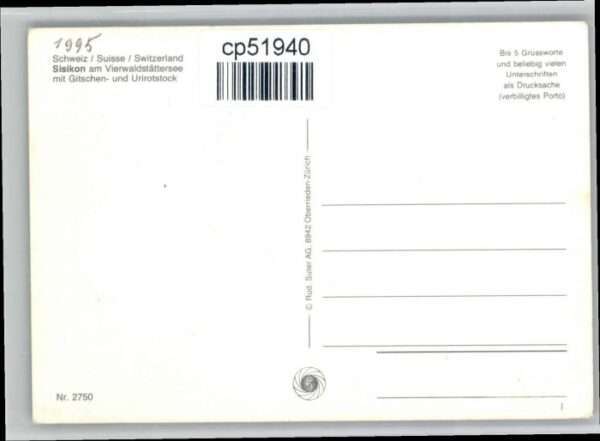 1995
Schweiz / Suisse / Switzerland
Sisikon am Vierwaldstättersee
mit Gitschen- und Urirotstock
cp51940
Bis 5 Grussworte
und beliebig vielen
Unterschriften
als Drucksache
(verbilligtes Porto)
© Rud. Suter AG, 8942 Oberrieden-Zürich
S
Nr. 2750